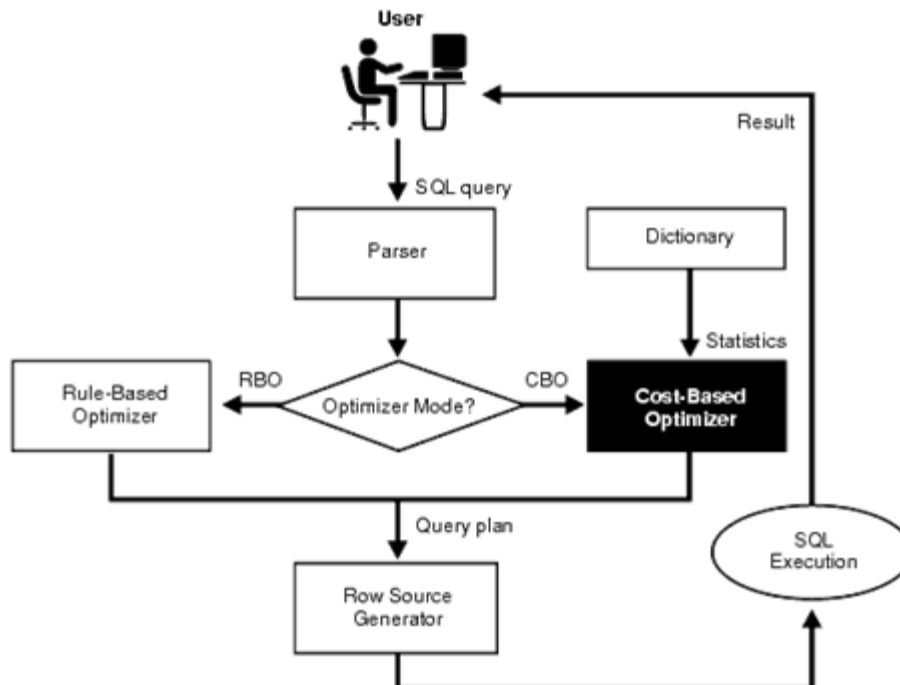 User
Result
SQL query
Parser
Dictionary
Statistics
RBO
CBO
Rule-Based
Optimizer
Optimizer Mode?
Cost-Based
Optimizer
Query plan
SQL
Execution
Row Source
Generator